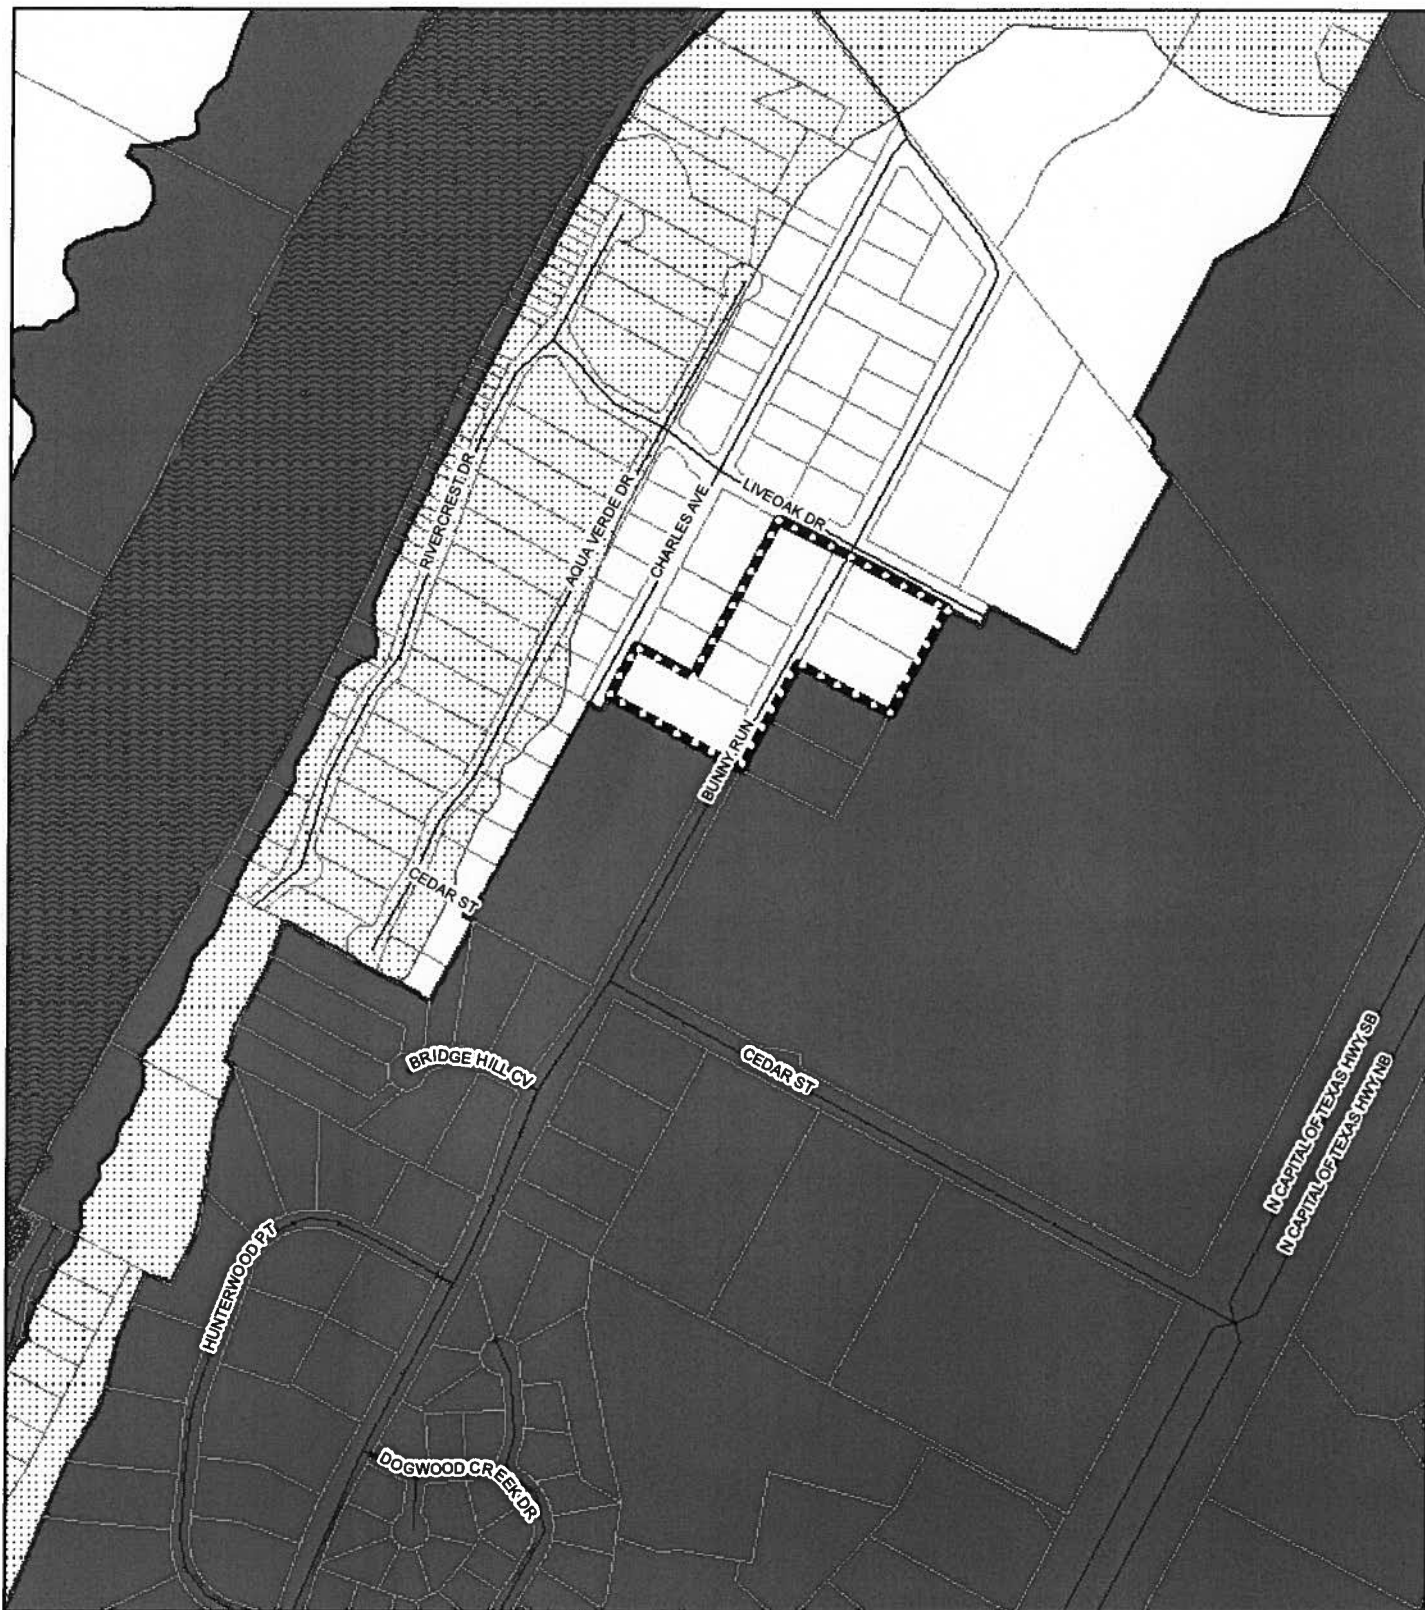 RIVERCREST DR
AQUA VERDE DR
CHARLES AVE
LIVEOAK DR
BUNNY RUN
CEDAR ST
BRIDGE HILL CV
CEDAR ST
N CAPITAL OF TEXAS HWY SB
N CAPITAL OF TEXAS HWY NB
HUNTERWOOD PT
DOGWOOD CREEK DR